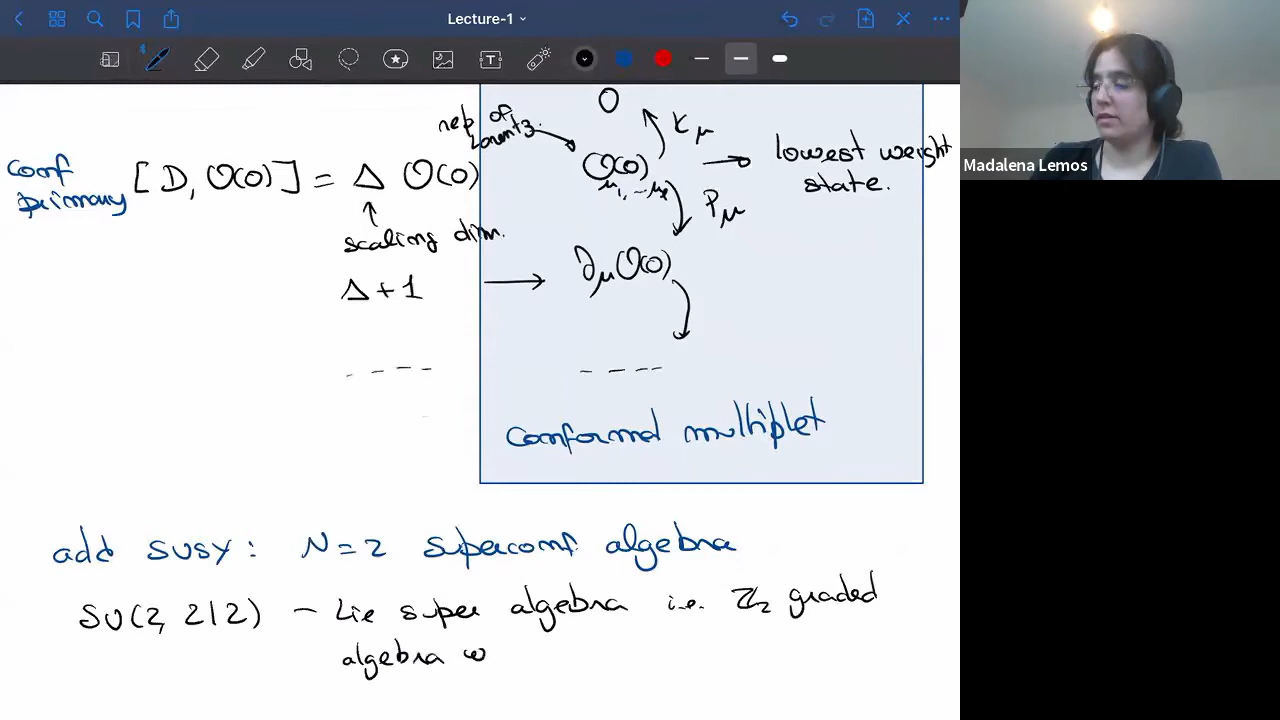 Lecture-1
rep of
Lorentz.
O
K_μ
conf
primary
[D, O(0)] = Δ O(0)
O(0) μ1, ... μℓ
→ lowest weight
state.
P_μ
scaling dim.
Δ + 1 → ∂_μ O(0)
conformal multiplet
add SUSY: N=2 superconf. algebra
SU(2, 2|2) – Lie super algebra i.e. ℤ₂ graded
algebra w
Madalena Lemos